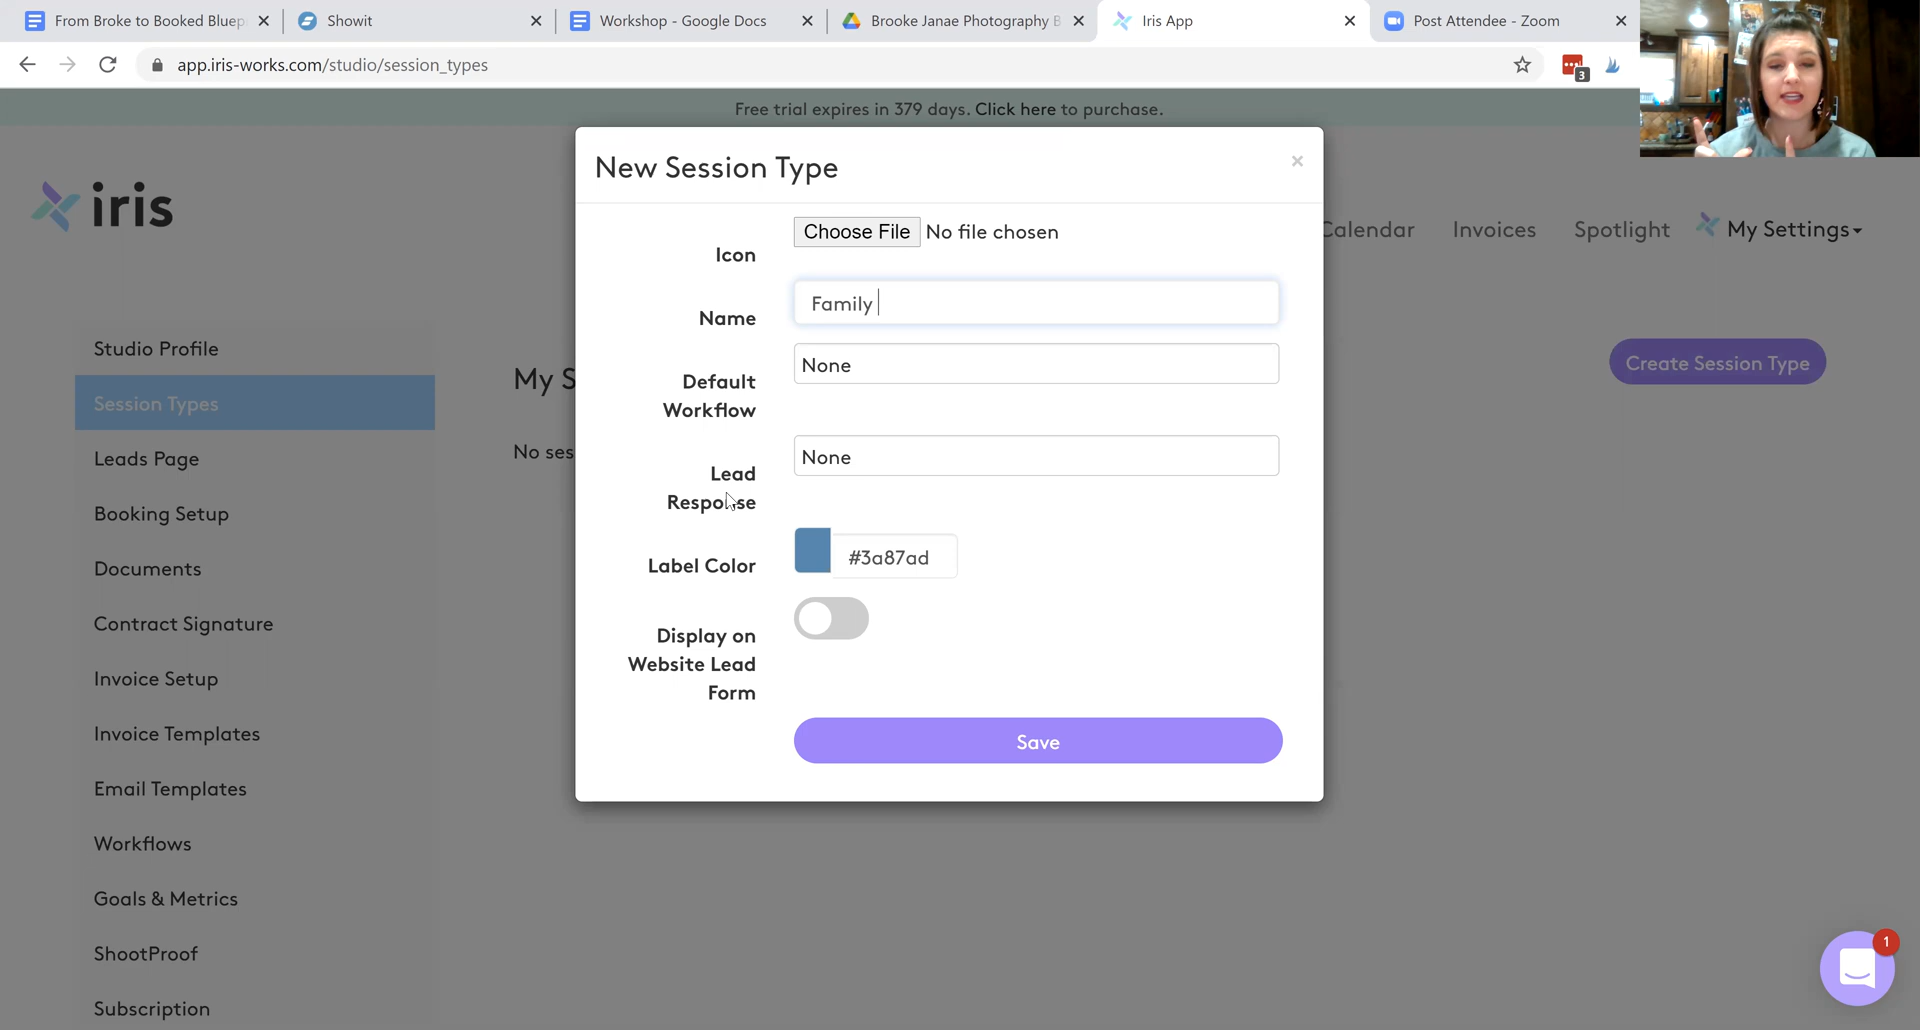 From Broke to Booked Bluep
Showit
Workshop - Google Docs
Brooke Janae Photography B
Iris App
Post Attendee - Zoom
app.iris-works.com/studio/session_types
3
Free trial expires in 379 days. Click here to purchase.
iris
Calendar
Invoices
Spotlight
My Settings
New Session Type
×
Icon
Choose File
No file chosen
Name
Family
Default
Workflow
None
Lead
Response
None
Label Color
#3a87ad
Display on
Website Lead
Form
Save
Studio Profile
Session Types
Leads Page
Booking Setup
Documents
Contract Signature
Invoice Setup
Invoice Templates
Email Templates
Workflows
Goals & Metrics
ShootProof
Subscription
My S
Create Session Type
No ses
1